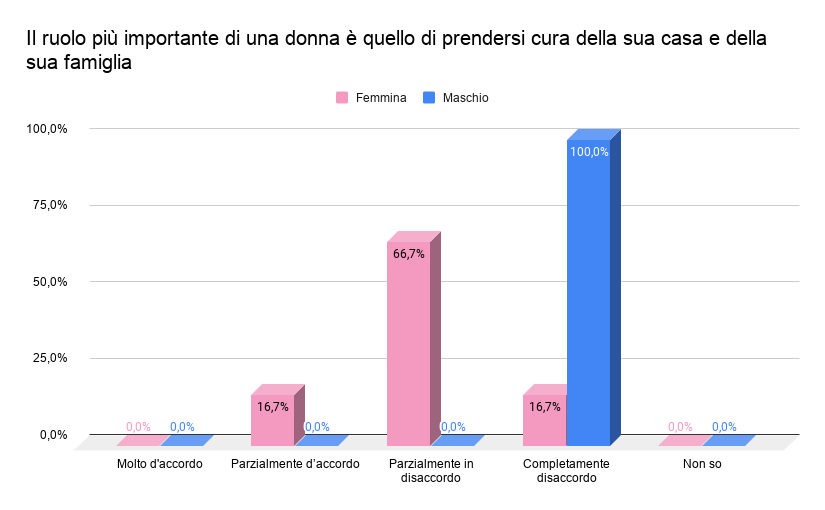 Il ruolo più importante di una donna è quello di prendersi cura della sua casa e della
sua famiglia
Femmina
Maschio
100,0%
75,0%
50,0%
25,0%
0,0%
0,0%
0,0%
16,7%
0,0%
66,7%
0,0%
16,7%
100,0%
0,0%
0,0%
Molto d'accordo
Parzialmente d’accordo
Parzialmente in
disaccordo
Completamente
disaccordo
Non so